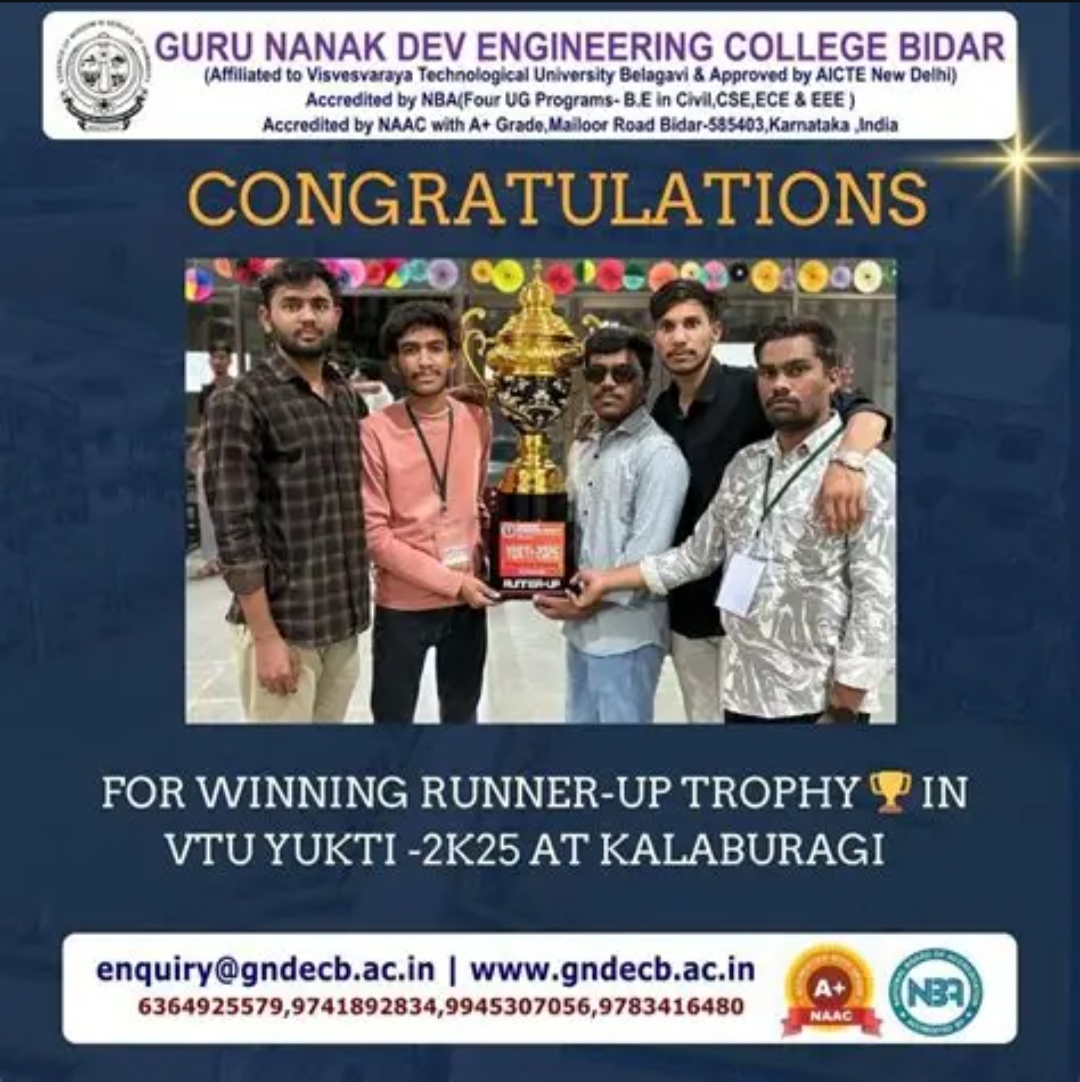 GURU NANAK DEV ENGINEERING COLLEGE BIDAR
(Affiliated to Visvesvaraya Technological University Belagavi & Approved by AICTE New Delhi)
Accredited by NBA(Four UG Programs- B.E in Civil,CSE,ECE & EEE )
Accredited by NAAC with A+ Grade,Mailoor Road Bidar-585403,Karnataka ,India
CONGRATULATIONS
YUKTI-2025
RUNNER-UP
FOR WINNING RUNNER-UP TROPHY🏆IN
VTU YUKTI -2K25 AT KALABURAGI
enquiry@gndecb.ac.in | www.gndecb.ac.in
6364925579,9741892834,9945307056,9783416480
A+
NAAC
NBA